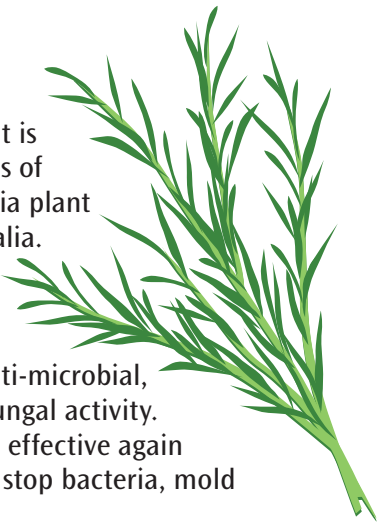 t is
s of
ia plant
alia.
ti-microbial,
ungal activity.
effective again
stop bacteria, mold